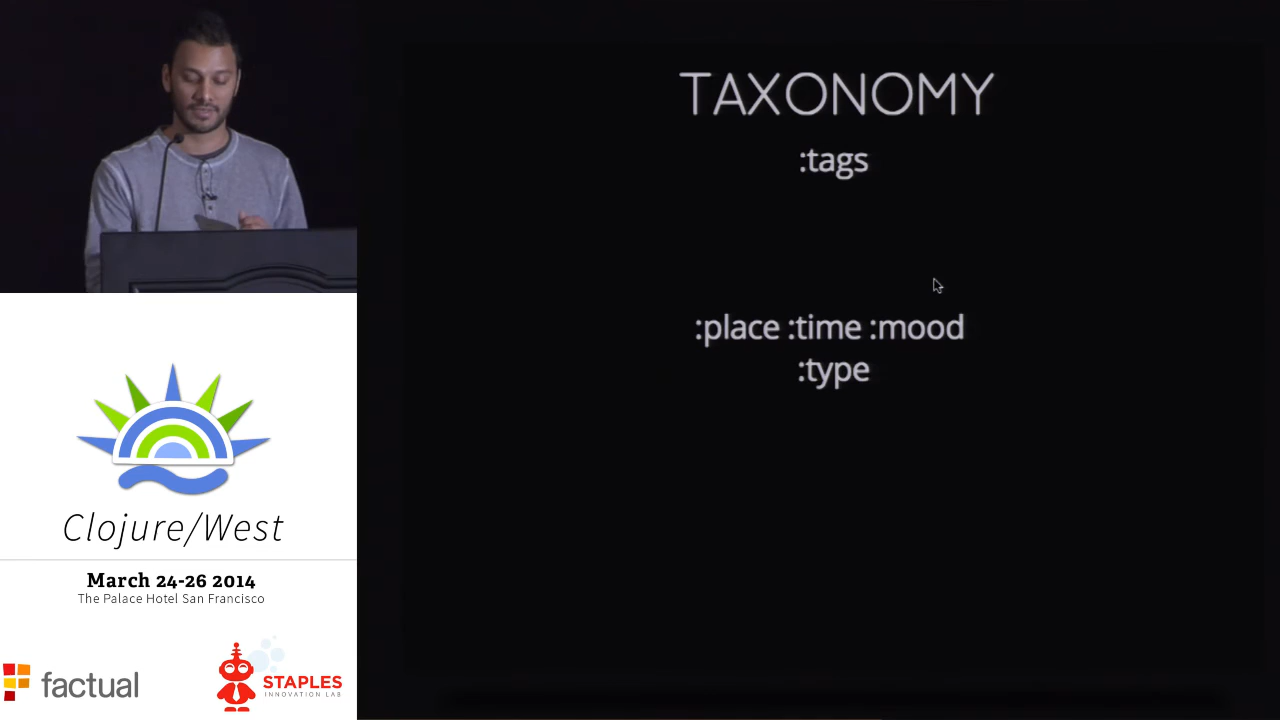 TAXONOMY
:tags
:place :time :mood
:type
Clojure/West
March 24-26 2014
The Palace Hotel San Francisco
factual
STAPLES
INNOVATION LAB